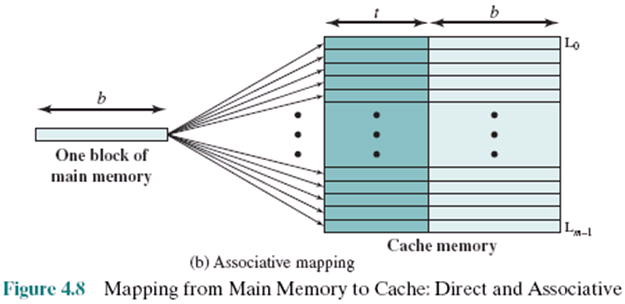 t b
L0
b
One block of
main memory
Lm–1
Cache memory
(b) Associative mapping
Figure 4.8 Mapping from Main Memory to Cache: Direct and Associative